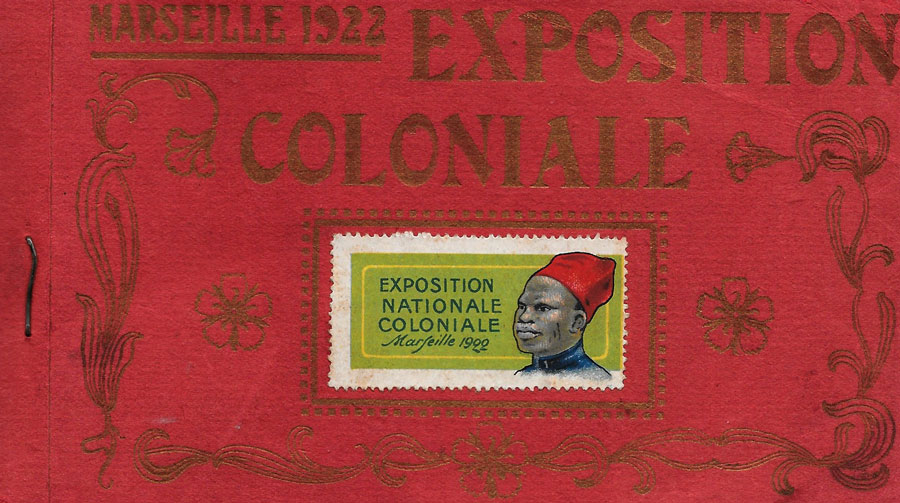 MARSEILLE 1922 EXPOSITION
COLONIALE
EXPOSITION
NATIONALE
COLONIALE
Marseille 1922